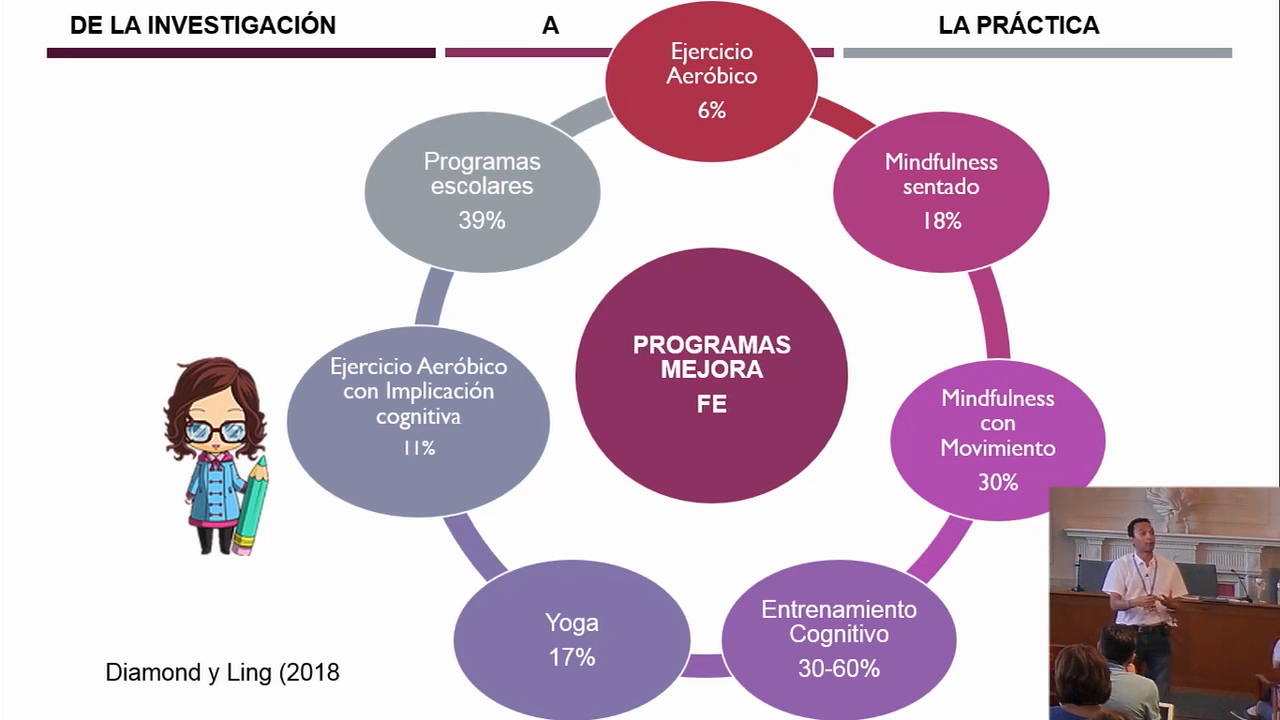 DE LA INVESTIGACIÓN
A
LA PRÁCTICA
Ejercicio
Aeróbico
6%
Mindfulness
sentado
18%
Mindfulness
con
Movimiento
30%
Entrenamiento
Cognitivo
30-60%
Yoga
17%
Ejercicio Aeróbico
con Implicación
cognitiva
11%
Programas
escolares
39%
PROGRAMAS
MEJORA
FE
Diamond y Ling (2018